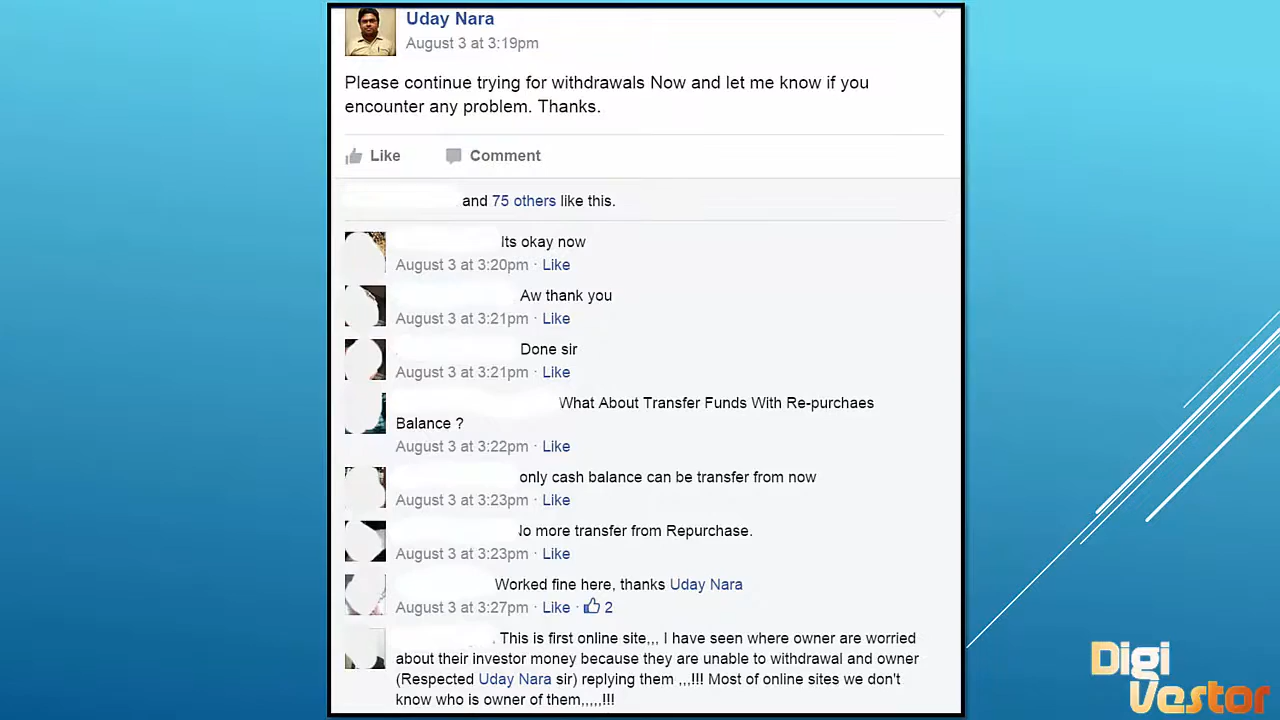 Uday Nara
August 3 at 3:19pm
Please continue trying for withdrawals Now and let me know if you
encounter any problem. Thanks.
Like Comment
and 75 others like this.
Its okay now
August 3 at 3:20pm · Like
Aw thank you
August 3 at 3:21pm · Like
Done sir
August 3 at 3:21pm · Like
What About Transfer Funds With Re-purchaes
Balance ?
August 3 at 3:22pm · Like
only cash balance can be transfer from now
August 3 at 3:23pm · Like
No more transfer from Repurchase.
August 3 at 3:23pm · Like
Worked fine here, thanks Uday Nara
August 3 at 3:27pm · Like · 2
. This is first online site,,, I have seen where owner are worried
about their investor money because they are unable to withdrawal and owner
(Respected Uday Nara sir) replying them ,,,!!! Most of online sites we don't
know who is owner of them,,,,,!!!
Digi
Vestor